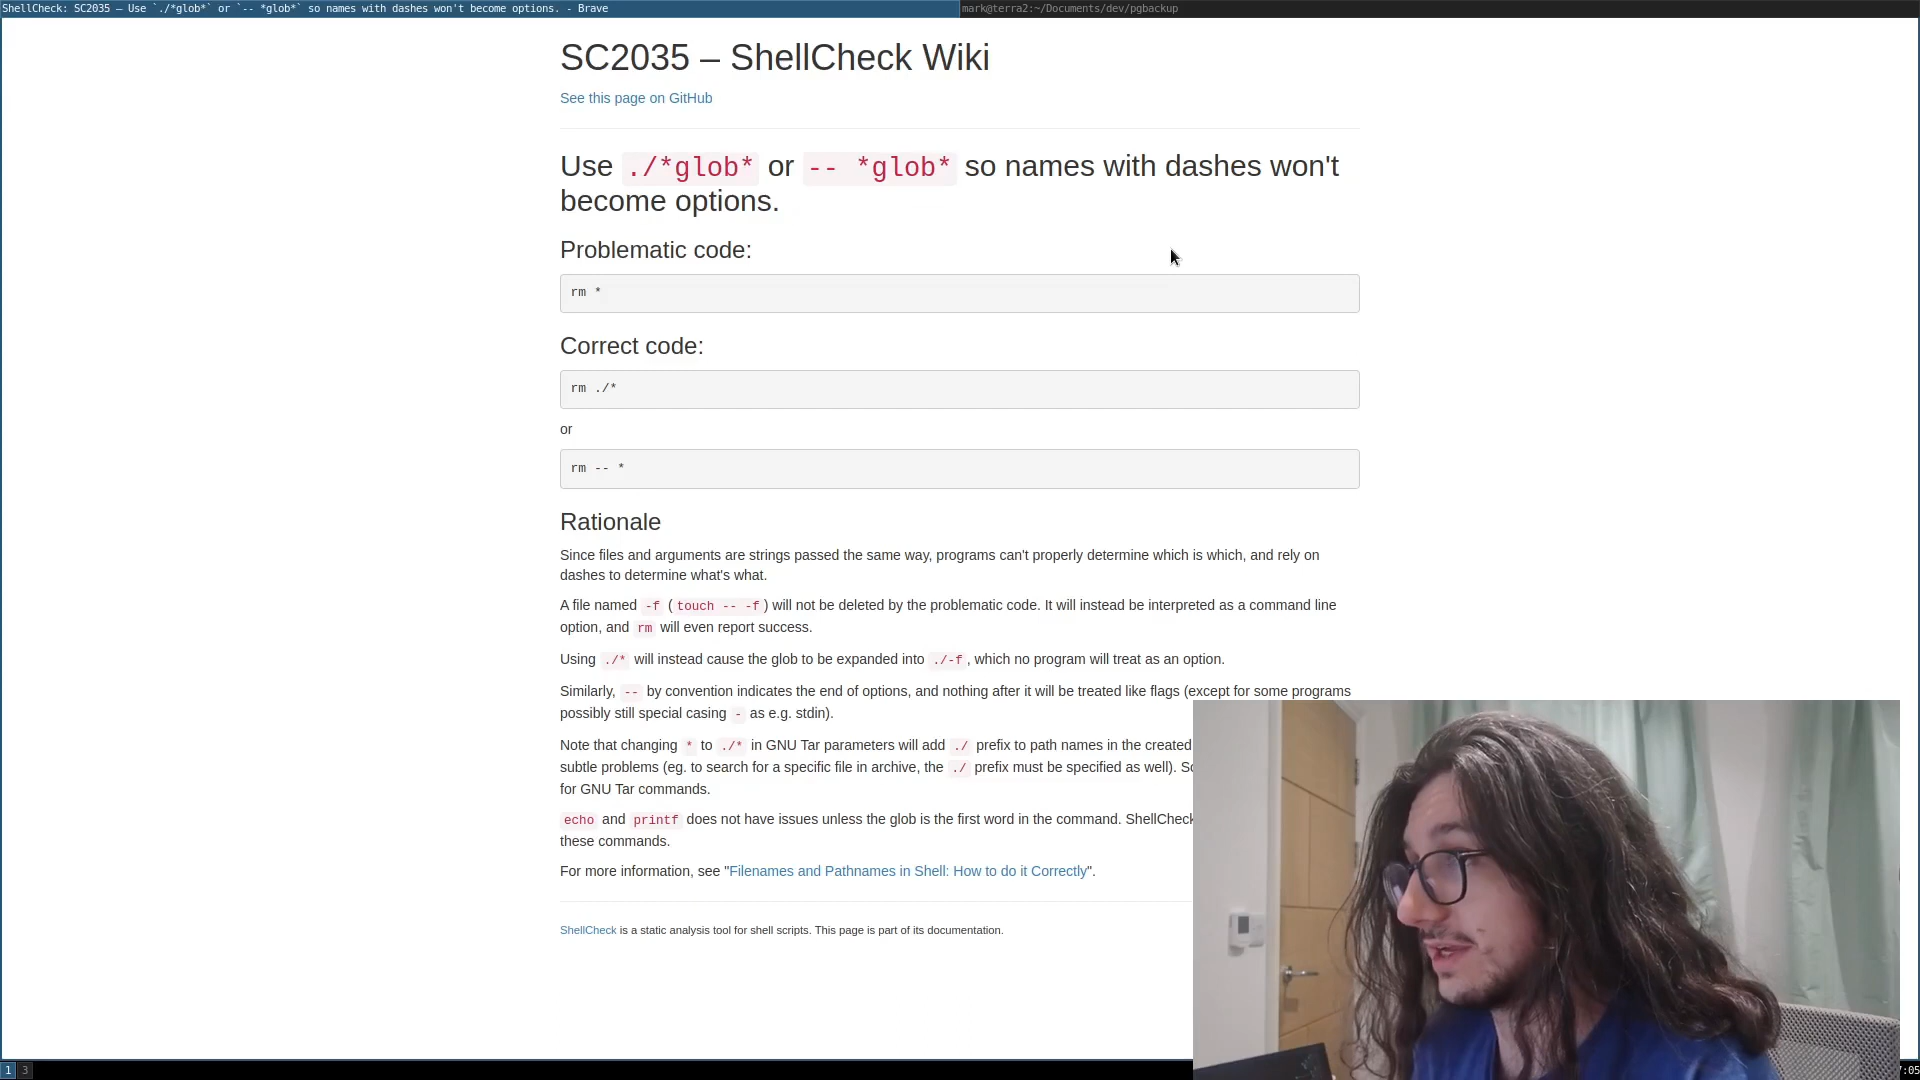 ShellCheck: SC2035 – Use `./*glob*` or `-- *glob*` so names with dashes won't become options. - Brave
mark@terra2:~/Documents/dev/pgbackup
SC2035 – ShellCheck Wiki
See this page on GitHub
Use ./*glob* or -- *glob* so names with dashes won't
become options.
Problematic code:
rm *
Correct code:
rm ./*
or
rm -- *
Rationale
Since files and arguments are strings passed the same way, programs can't properly determine which is which, and rely on
dashes to determine what's what.
A file named -f (touch -- -f) will not be deleted by the problematic code. It will instead be interpreted as a command line
option, and rm will even report success.
Using ./* will instead cause the glob to be expanded into ./-f, which no program will treat as an option.
Similarly, -- by convention indicates the end of options, and nothing after it will be treated like flags (except for some programs
possibly still special casing - as e.g. stdin).
Note that changing * to ./* in GNU Tar parameters will add ./ prefix to path names in the created
subtle problems (eg. to search for a specific file in archive, the ./ prefix must be specified as well).
for GNU Tar commands.
echo and printf does not have issues unless the glob is the first word in the command. ShellCheck
these commands.
For more information, see "Filenames and Pathnames in Shell: How to do it Correctly".
ShellCheck is a static analysis tool for shell scripts. This page is part of its documentation.
1 3
:05